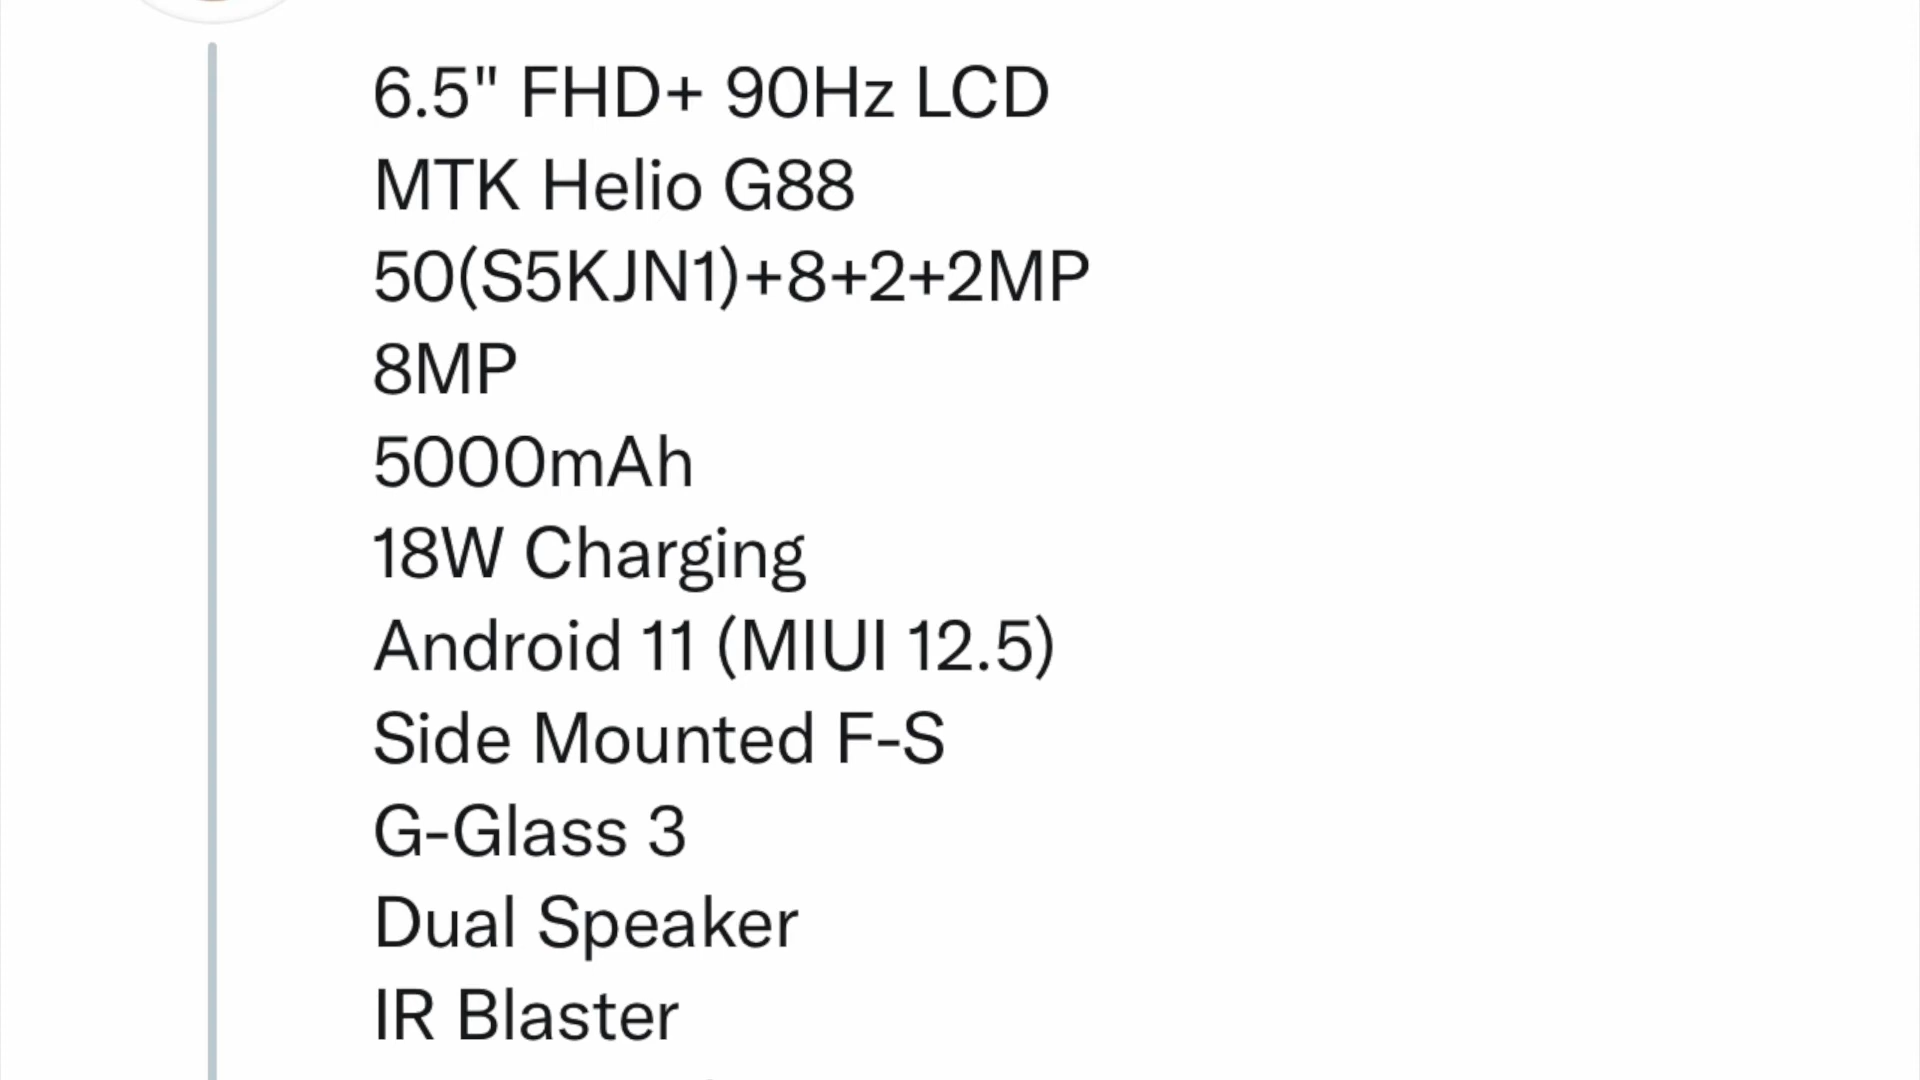 6.5" FHD+ 90Hz LCD
MTK Helio G88
50(S5KJN1)+8+2+2MP
8MP
5000mAh
18W Charging
Android 11 (MIUI 12.5)
Side Mounted F-S
G-Glass 3
Dual Speaker
IR Blaster